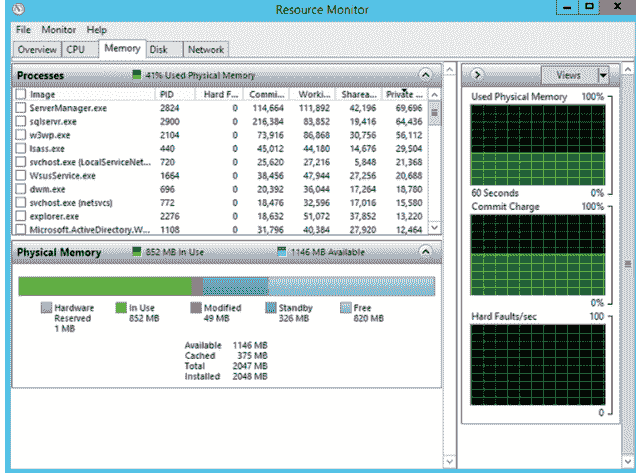 Resource Monitor
File Monitor Help
Overview CPU Memory Disk Network
Processes 41% Used Physical Memory
Image PID Hard F... Commi... Worki... Sharea... Private ...
ServerManager.exe 2824 0 114,664 111,892 42,196 69,696
sqlservr.exe 2900 0 216,384 83,852 19,416 64,436
w3wp.exe 2104 0 73,916 86,868 30,756 56,112
lsass.exe 440 0 45,012 44,180 14,676 29,504
svchost.exe (LocalServiceNet... 720 0 25,620 27,216 5,848 21,368
WsusService.exe 1664 0 38,456 47,944 27,256 20,688
dwm.exe 696 0 20,392 36,044 17,264 18,780
svchost.exe (netsvcs) 772 0 18,476 32,596 17,016 15,580
explorer.exe 2276 0 18,632 51,072 37,852 13,220
Microsoft.ActiveDirectory.W... 1108 0 31,796 40,384 27,920 12,464
Physical Memory 852 MB In Use 1146 MB Available
Hardware Reserved 1 MB
In Use 852 MB
Modified 49 MB
Standby 326 MB
Free 820 MB
Available 1146 MB
Cached 375 MB
Total 2047 MB
Installed 2048 MB
Views
Used Physical Memory 100%
60 Seconds 0%
Commit Charge 100%
0%
Hard Faults/sec 100
0